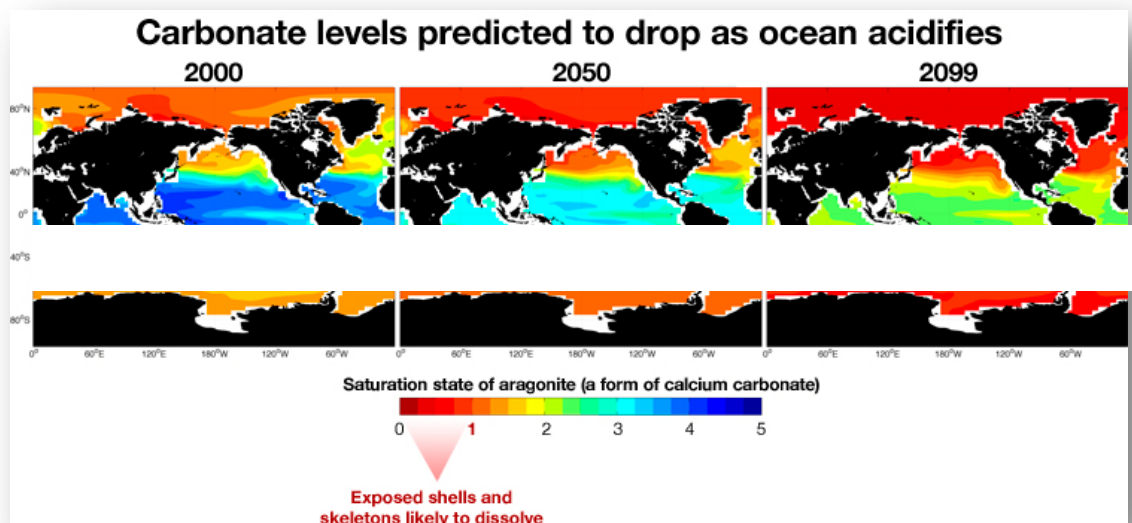 Carbonate levels predicted to drop as ocean acidifies
2000 2050 2099
80°N
40°N
0°
40°S
80°S
0° 60°E 120°E 180°W 120°W 60°W 0° 60°E 120°E 180°W 120°W 60°W 0° 60°E 120°E 180°W 120°W 60°W
Saturation state of aragonite (a form of calcium carbonate)
0 1 2 3 4 5
Exposed shells and
skeletons likely to dissolve